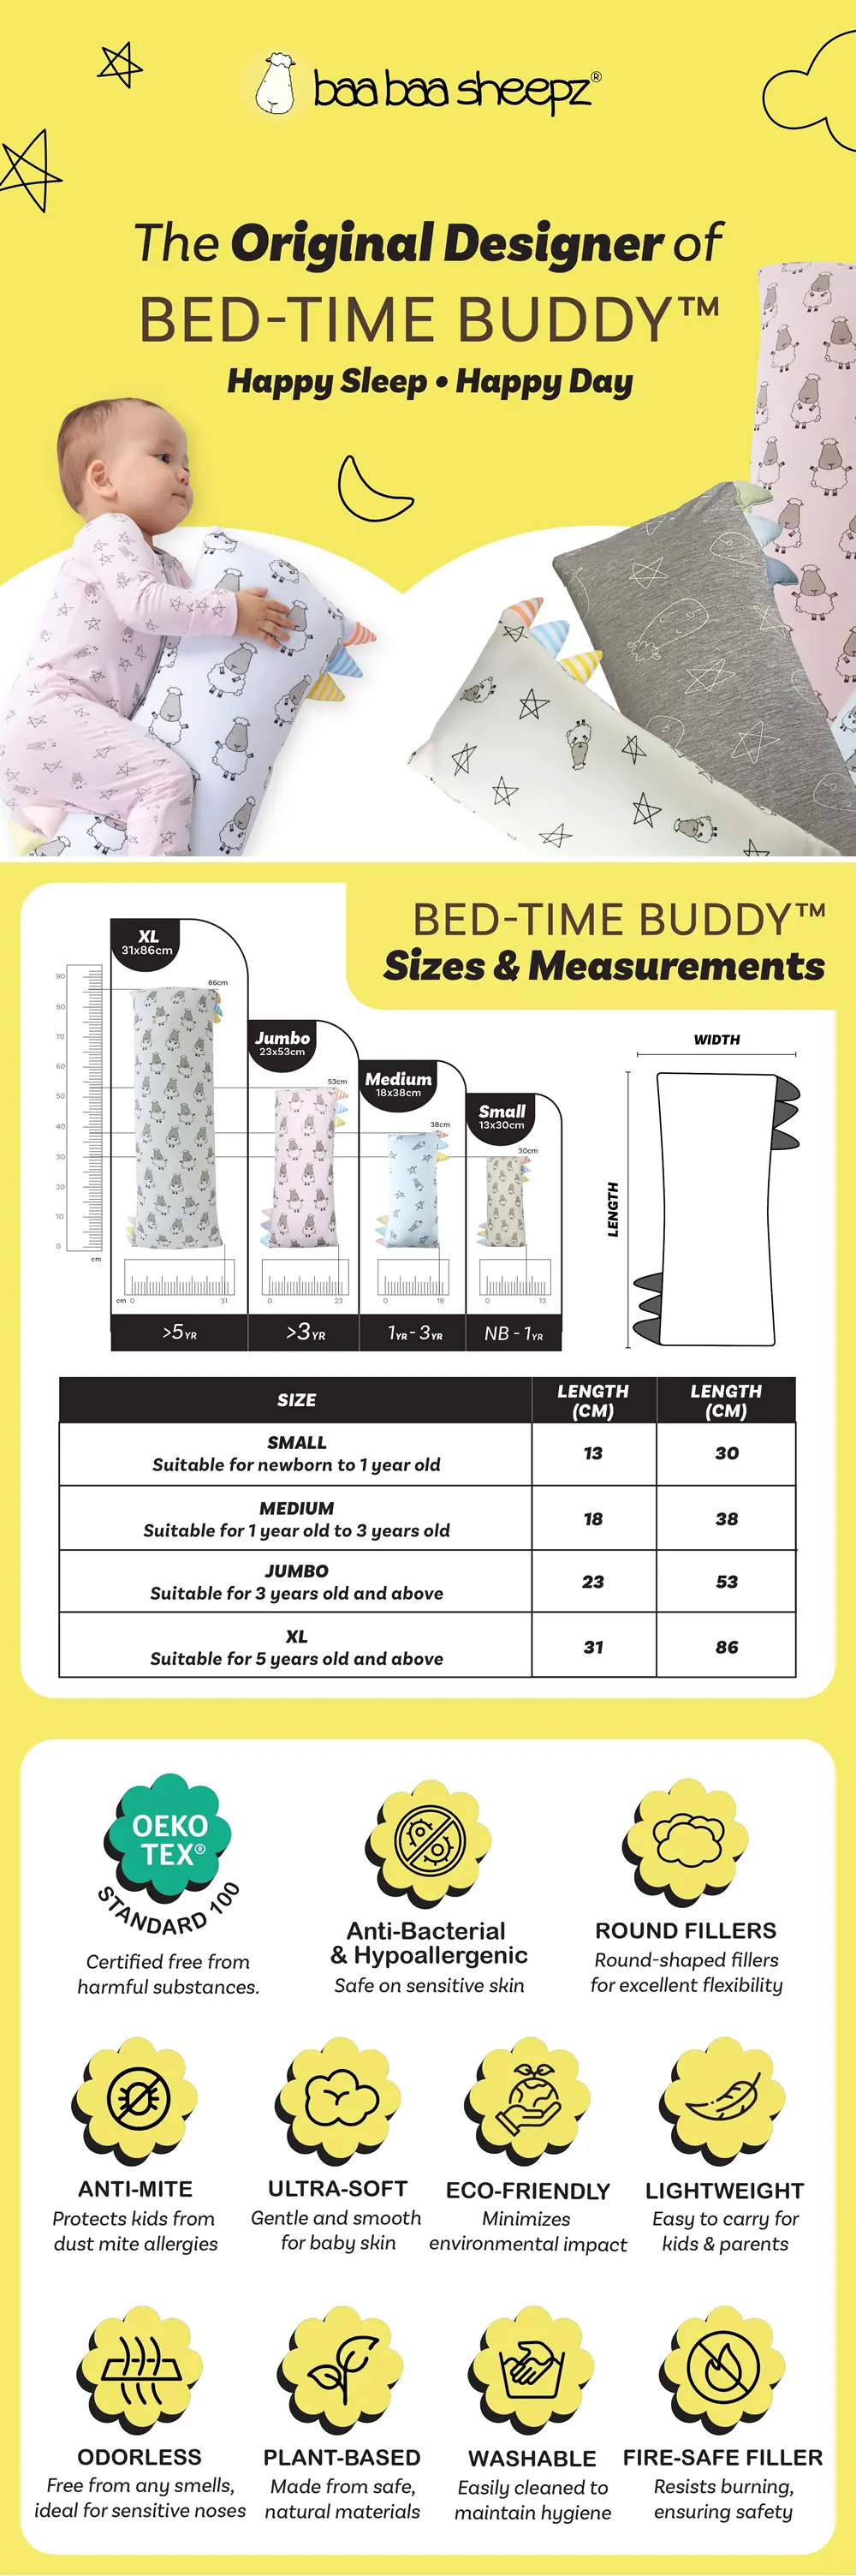 baa baa sheepz®
The Original Designer of
BED-TIME BUDDY™
Happy Sleep • Happy Day
BED-TIME BUDDY™
Sizes & Measurements
XL
31x86cm
86cm
Jumbo
23x53cm
53cm
Medium
18x38cm
38cm
Small
13x30cm
30cm
90
80
70
60
50
40
30
20
10
0
cm
cm 0 31
0 23
0 18
0 13
>5YR
>3YR
1YR - 3YR
NB - 1YR
WIDTH
LENGTH
SIZE LENGTH (CM) LENGTH (CM)
SMALL
Suitable for newborn to 1 year old
13 30
MEDIUM
Suitable for 1 year old to 3 years old
18 38
JUMBO
Suitable for 3 years old and above
23 53
XL
Suitable for 5 years old and above
31 86
OEKO
TEX®
STANDARD 100
Certified free from
harmful substances.
Anti-Bacterial
& Hypoallergenic
Safe on sensitive skin
ROUND FILLERS
Round-shaped fillers
for excellent flexibility
ANTI-MITE
Protects kids from
dust mite allergies
ULTRA-SOFT
Gentle and smooth
for baby skin
ECO-FRIENDLY
Minimizes
environmental impact
LIGHTWEIGHT
Easy to carry for
kids & parents
ODORLESS
Free from any smells,
ideal for sensitive noses
PLANT-BASED
Made from safe,
natural materials
WASHABLE
Easily cleaned to
maintain hygiene
FIRE-SAFE FILLER
Resists burning,
ensuring safety